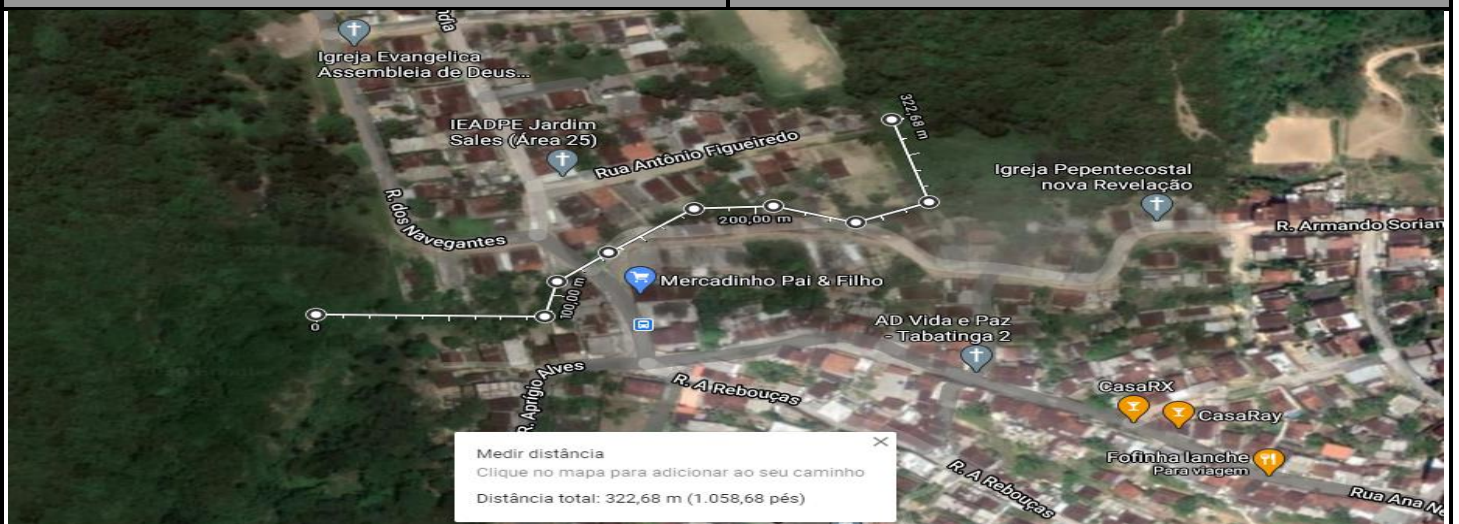 ndia
Igreja Evangelica
Assembleia de Deus...
IEADPE Jardim
Sales (Área 25)
Rua Antônio Figueiredo
322,68 m
Igreja Pepentecostal
nova Revelação
R. dos Navegantes
200,00 m
R. Armando Sorian
Mercadinho Pai & Filho
100,00 m
0
AD Vida e Paz
- Tabatinga 2
R. Aprígio Alves
R. A Rebouças
CasaRX
CasaRay
Fofinha lanche
Para viagem
R. A Rebouças
Rua Ana Ne
Medir distância
Clique no mapa para adicionar ao seu caminho
Distância total: 322,68 m (1.058,68 pés)